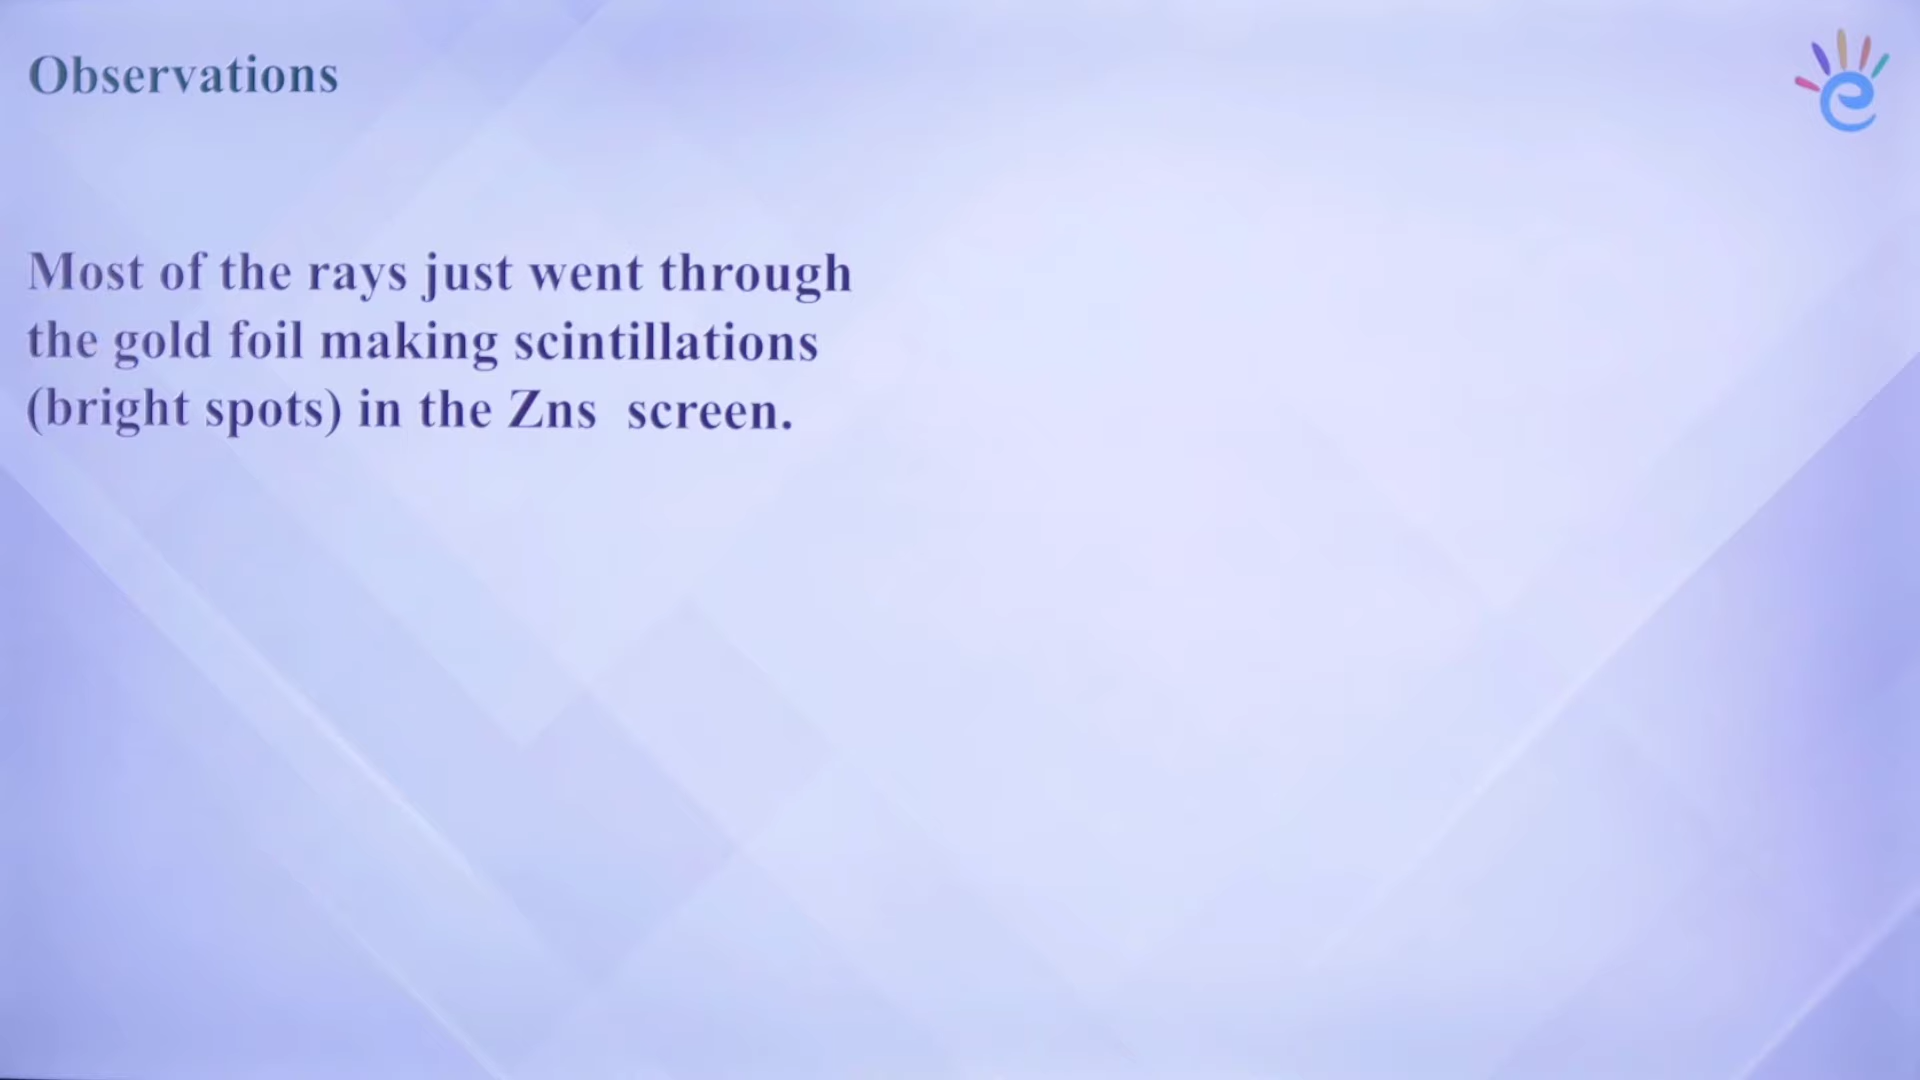 Observations
Most of the rays just went through
the gold foil making scintillations
(bright spots) in the Zns screen.